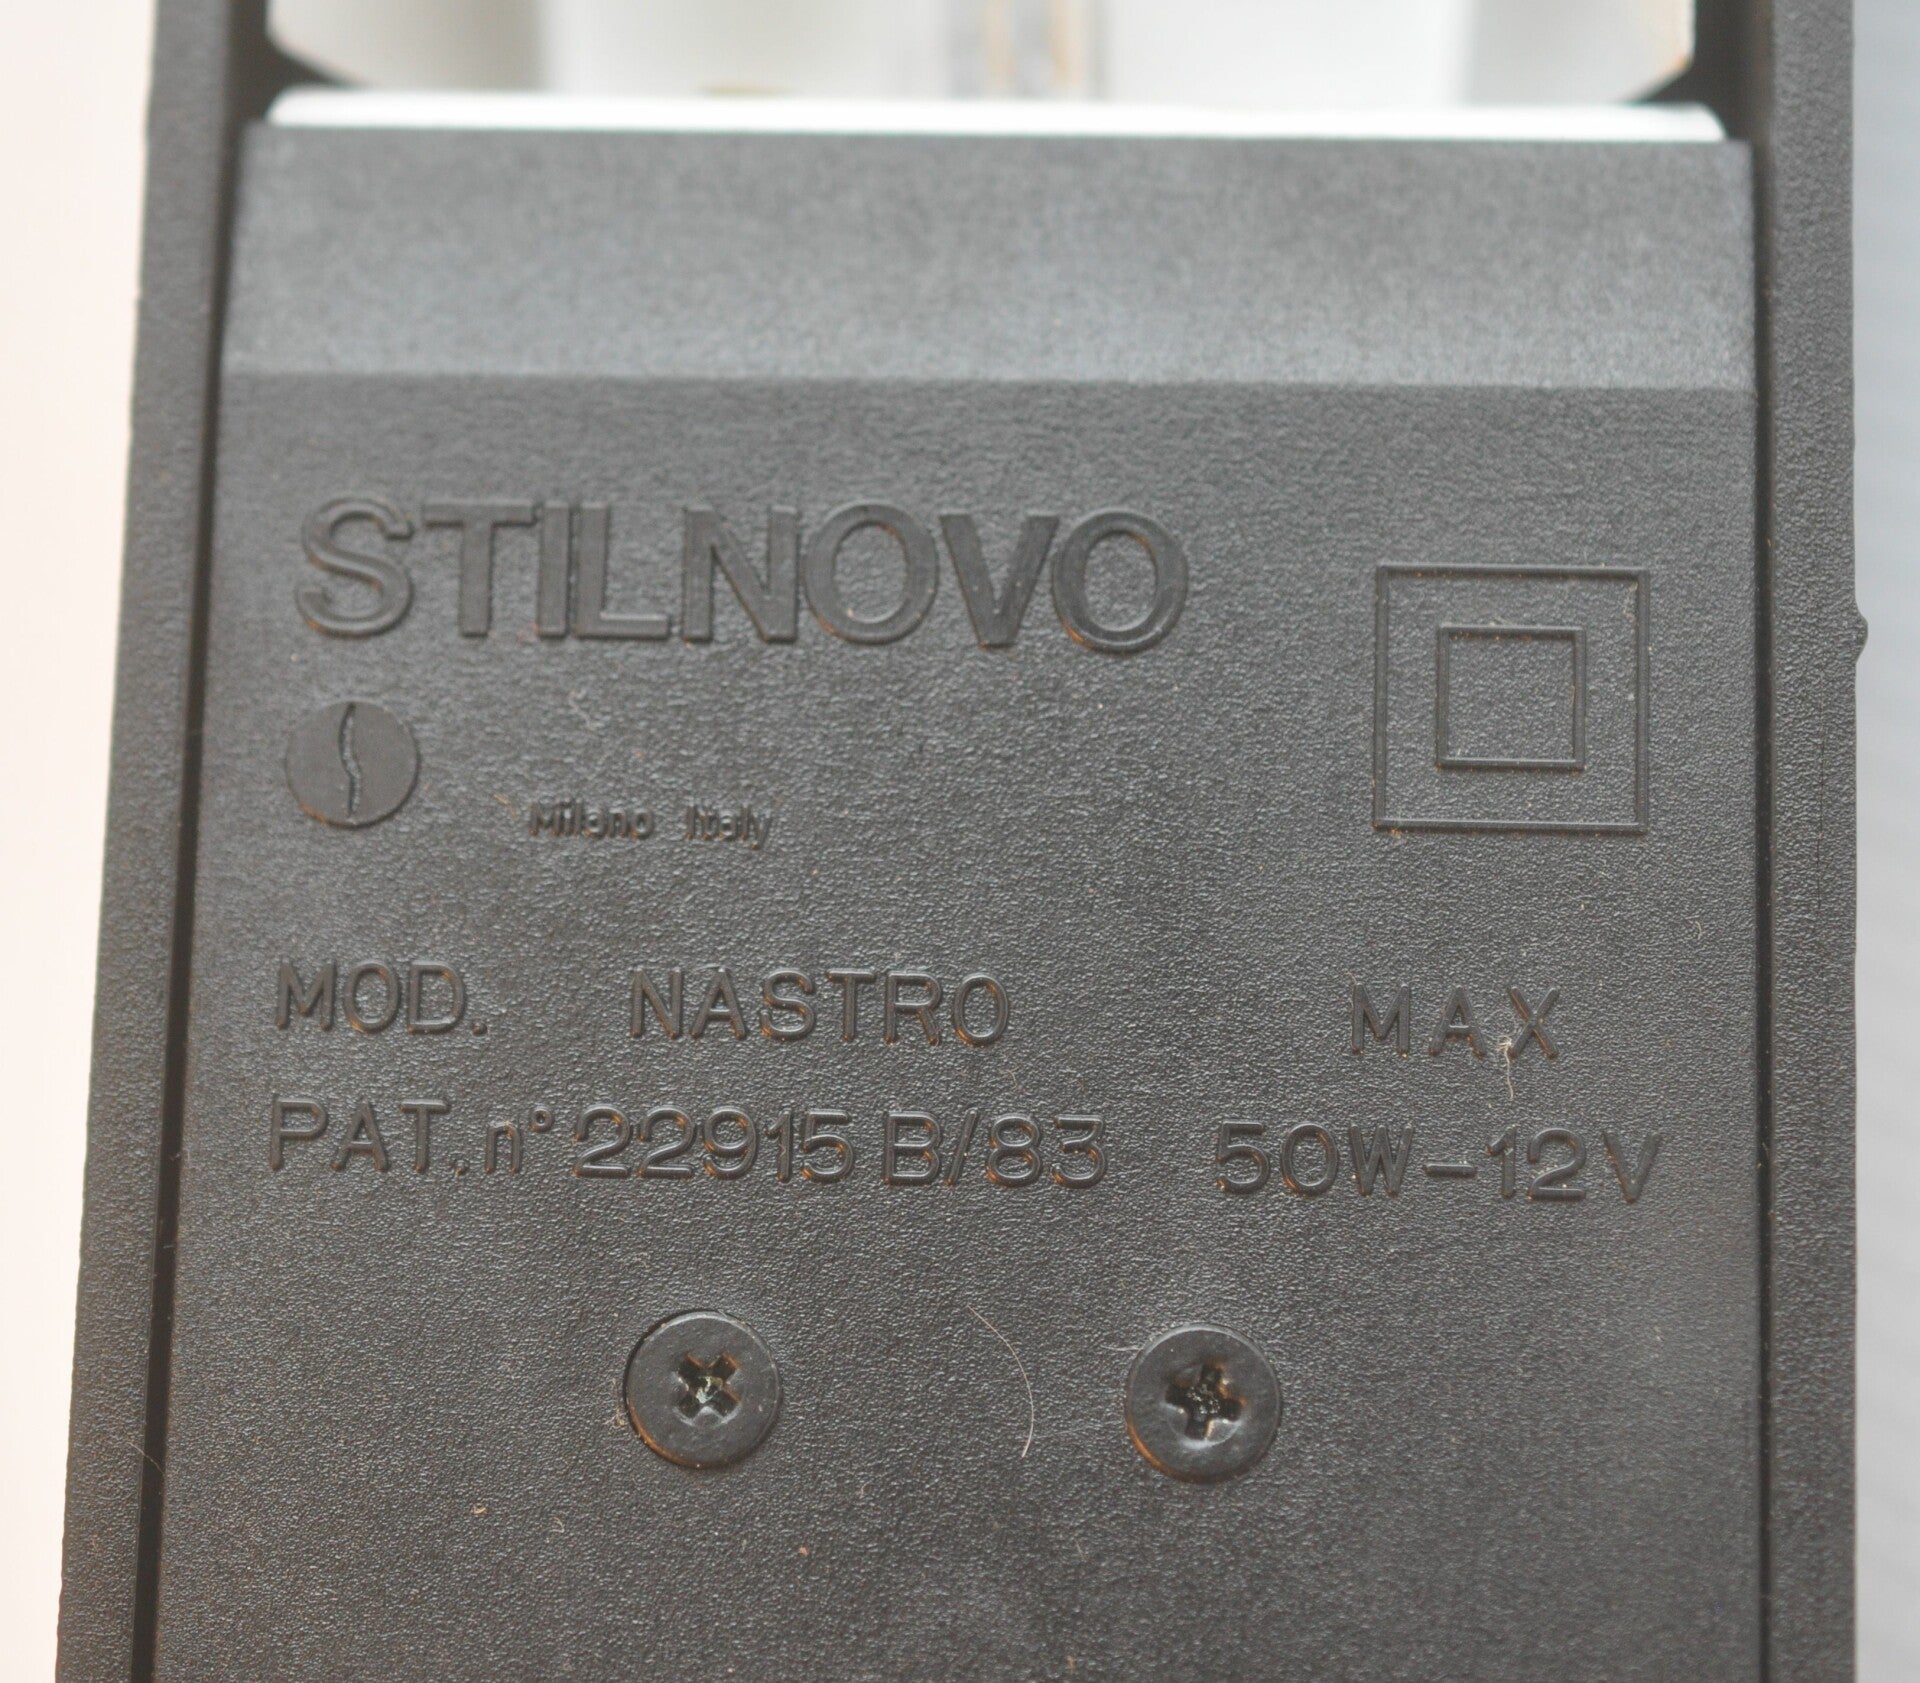 STILNOVO
Milano Italy
MOD. NASTRO MAX
PAT. n° 22915 B/83 50W-12V